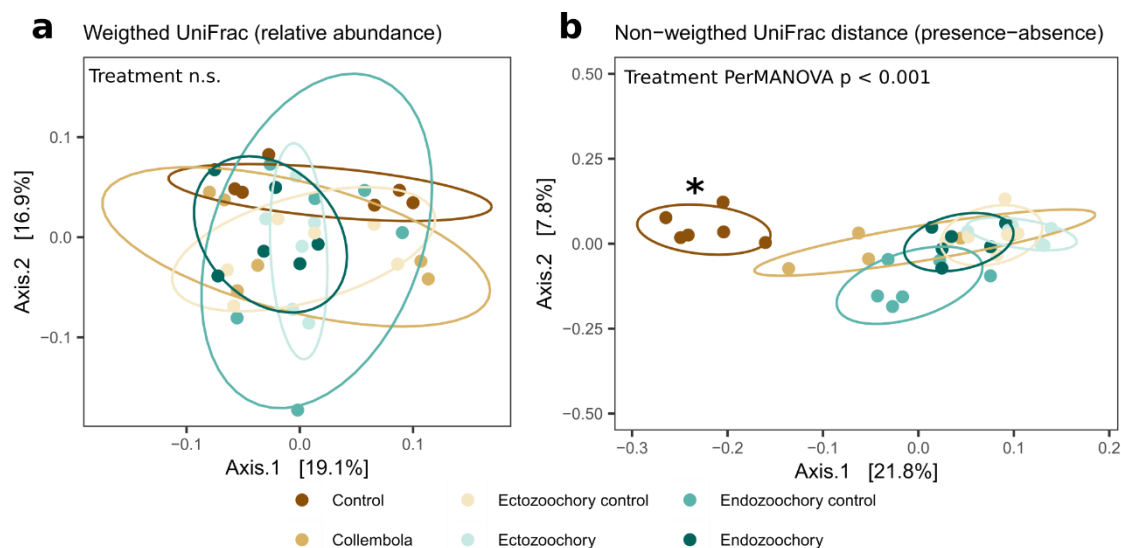 a Weigthed UniFrac (relative abundance)
Treatment n.s.
0.1
0.0
−0.1
Axis.2 [16.9%]
−0.1 0.0 0.1
Axis.1 [19.1%]
b Non−weigthed UniFrac distance (presence−absence)
Treatment PerMANOVA p < 0.001
*
0.50
0.25
0.00
−0.25
−0.50
Axis.2 [7.8%]
−0.3 −0.2 −0.1 0.0 0.1 0.2
Axis.1 [21.8%]
Control Ectozoochory control Endozoochory control
Collembola Ectozoochory Endozoochory